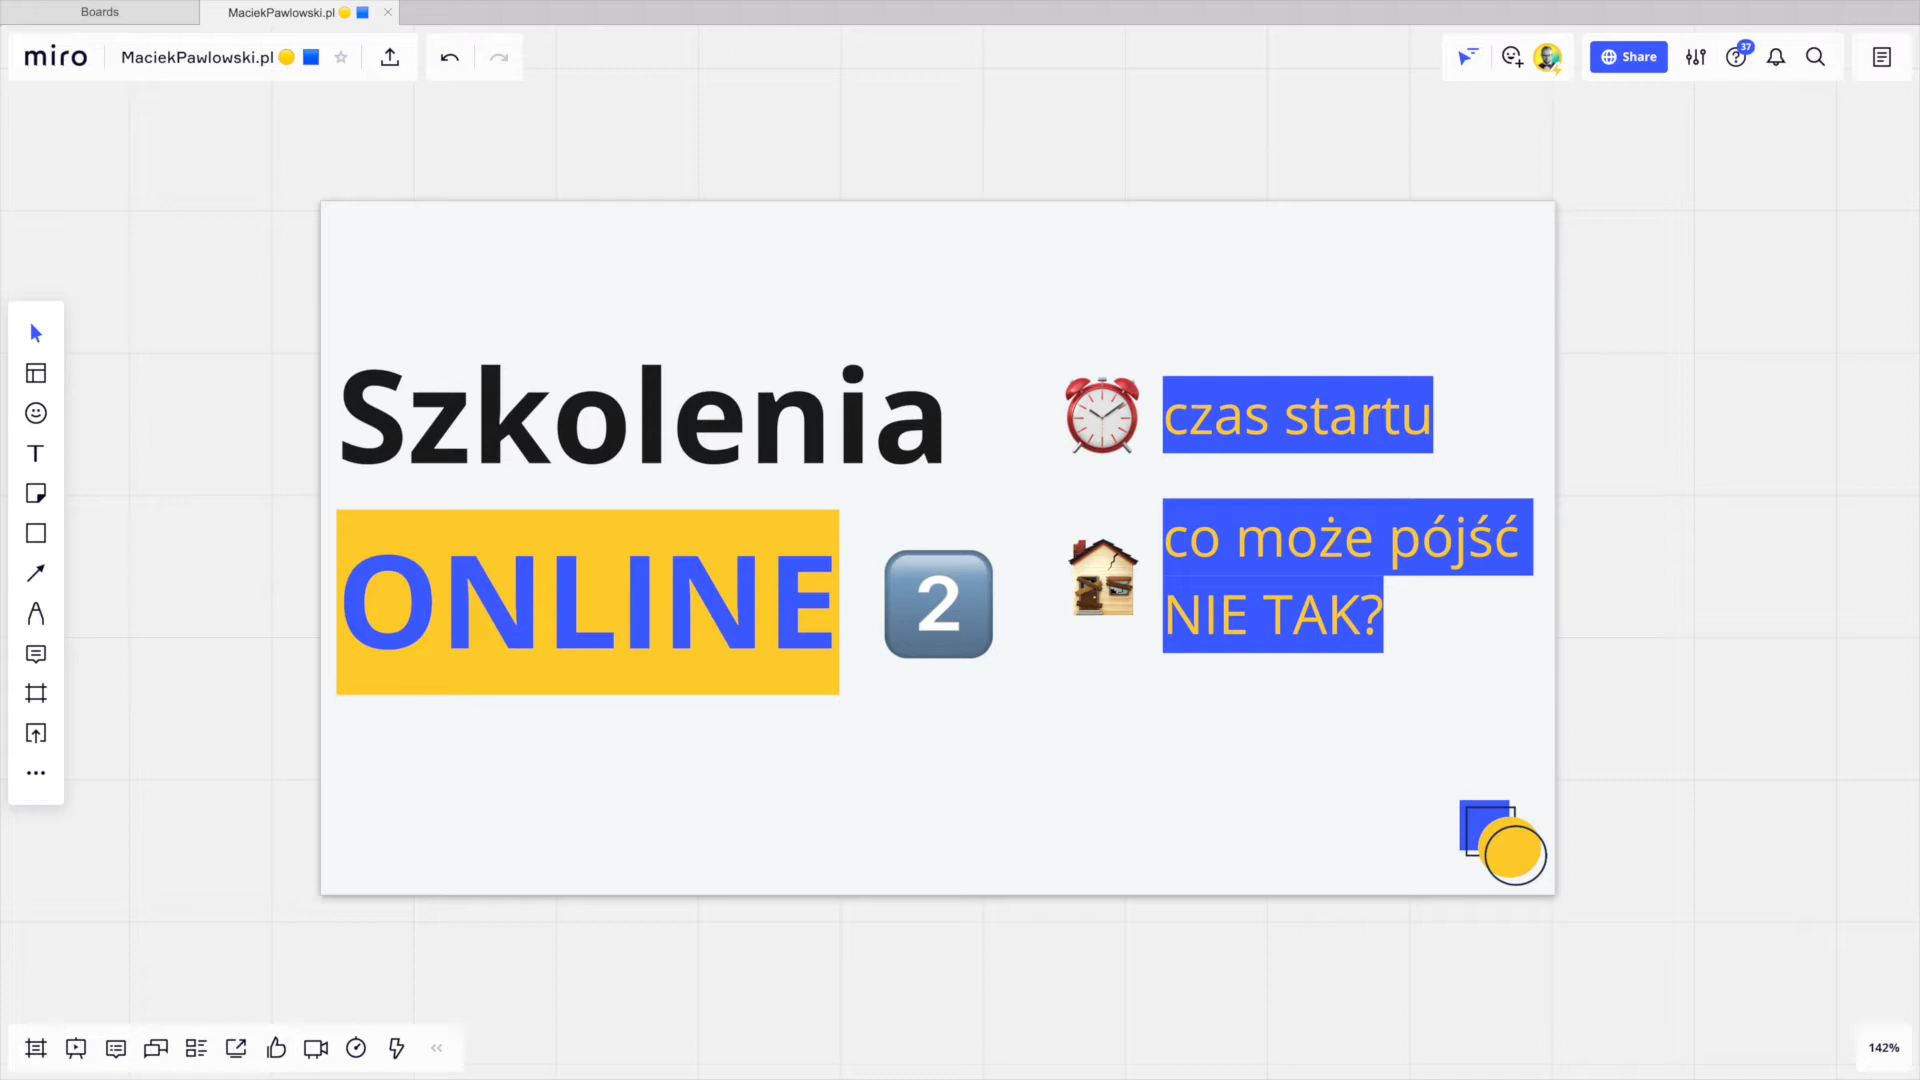 Boards
MaciekPawlowski.pl
miro
MaciekPawlowski.pl
Share
37
Szkolenia
ONLINE
2
czas startu
co może pójść
NIE TAK?
142%